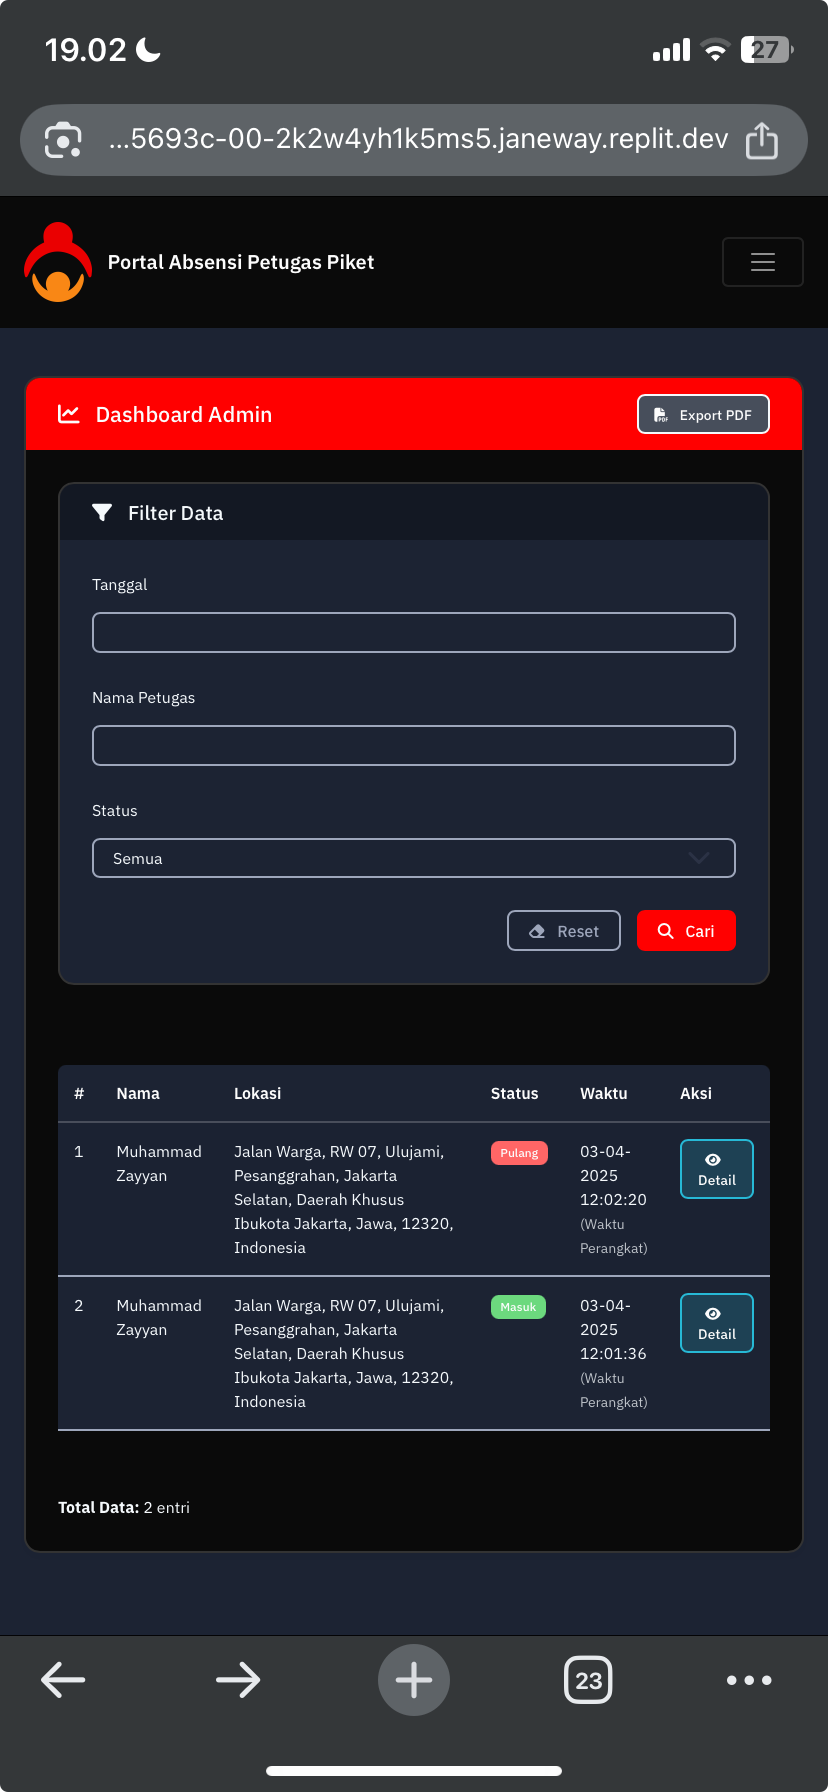 19.02
27
...5693c-00-2k2w4yh1k5ms5.janeway.replit.dev
Portal Absensi Petugas Piket
Dashboard Admin
Export PDF
Filter Data
Tanggal
Nama Petugas
Status
Semua
Reset
Cari
# Nama Lokasi Status Waktu Aksi
1 Muhammad Jalan Warga, RW 07, Ulujami, Pulang 03-04-
Zayyan Pesanggrahan, Jakarta 2025 Detail
Selatan, Daerah Khusus 12:02:20
Ibukota Jakarta, Jawa, 12320, (Waktu
Indonesia Perangkat)
2 Muhammad Jalan Warga, RW 07, Ulujami, Masuk 03-04-
Zayyan Pesanggrahan, Jakarta 2025 Detail
Selatan, Daerah Khusus 12:01:36
Ibukota Jakarta, Jawa, 12320, (Waktu
Indonesia Perangkat)
Total Data: 2 entri
23